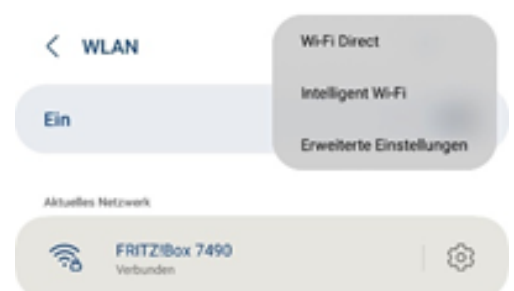 WLAN
Wi-Fi Direct
Intelligent Wi-Fi
Ein
Erweiterte Einstellungen
Aktuelles Netzwerk
FRITZ!Box 7490
Verbunden